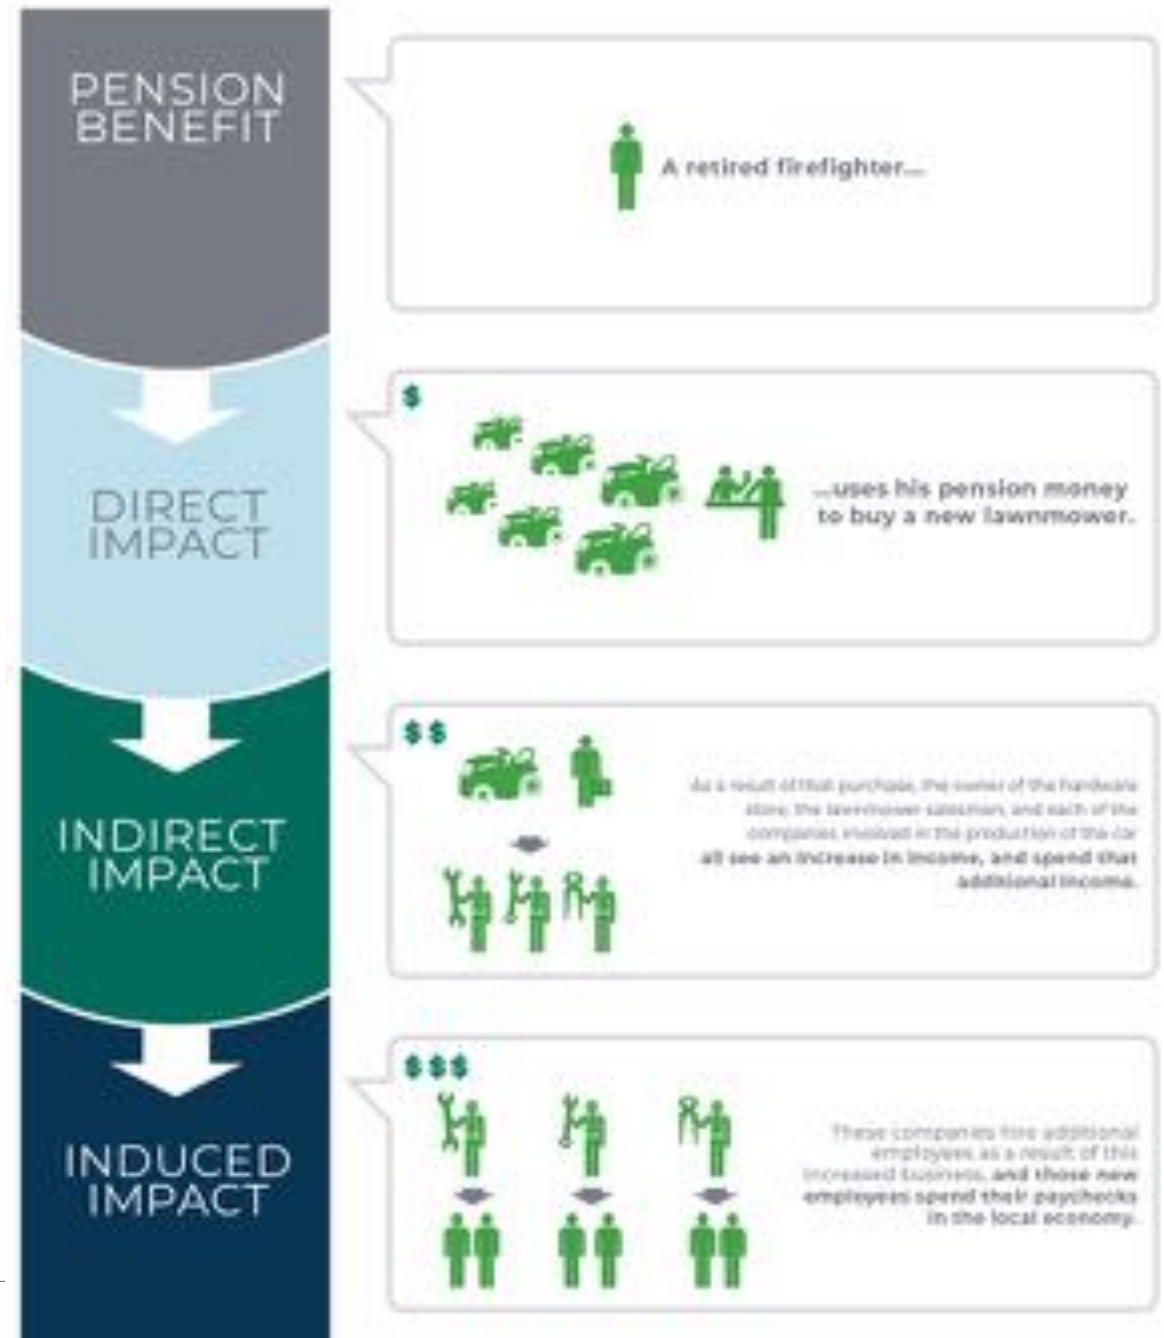 PENSION
BENEFIT
A retired firefighter...
DIRECT
IMPACT
$
...uses his pension money
to buy a new lawnmower.
INDIRECT
IMPACT
$$
As a result of that purchase, the owner of the hardware
store, the lawnmower salesman, and each of the
companies involved in the production of the car
all see an increase in income, and spend that
additional income.
INDUCED
IMPACT
$$$
These companies hire additional
employees as a result of this
increased business, and those new
employees spend their paychecks
in the local economy.